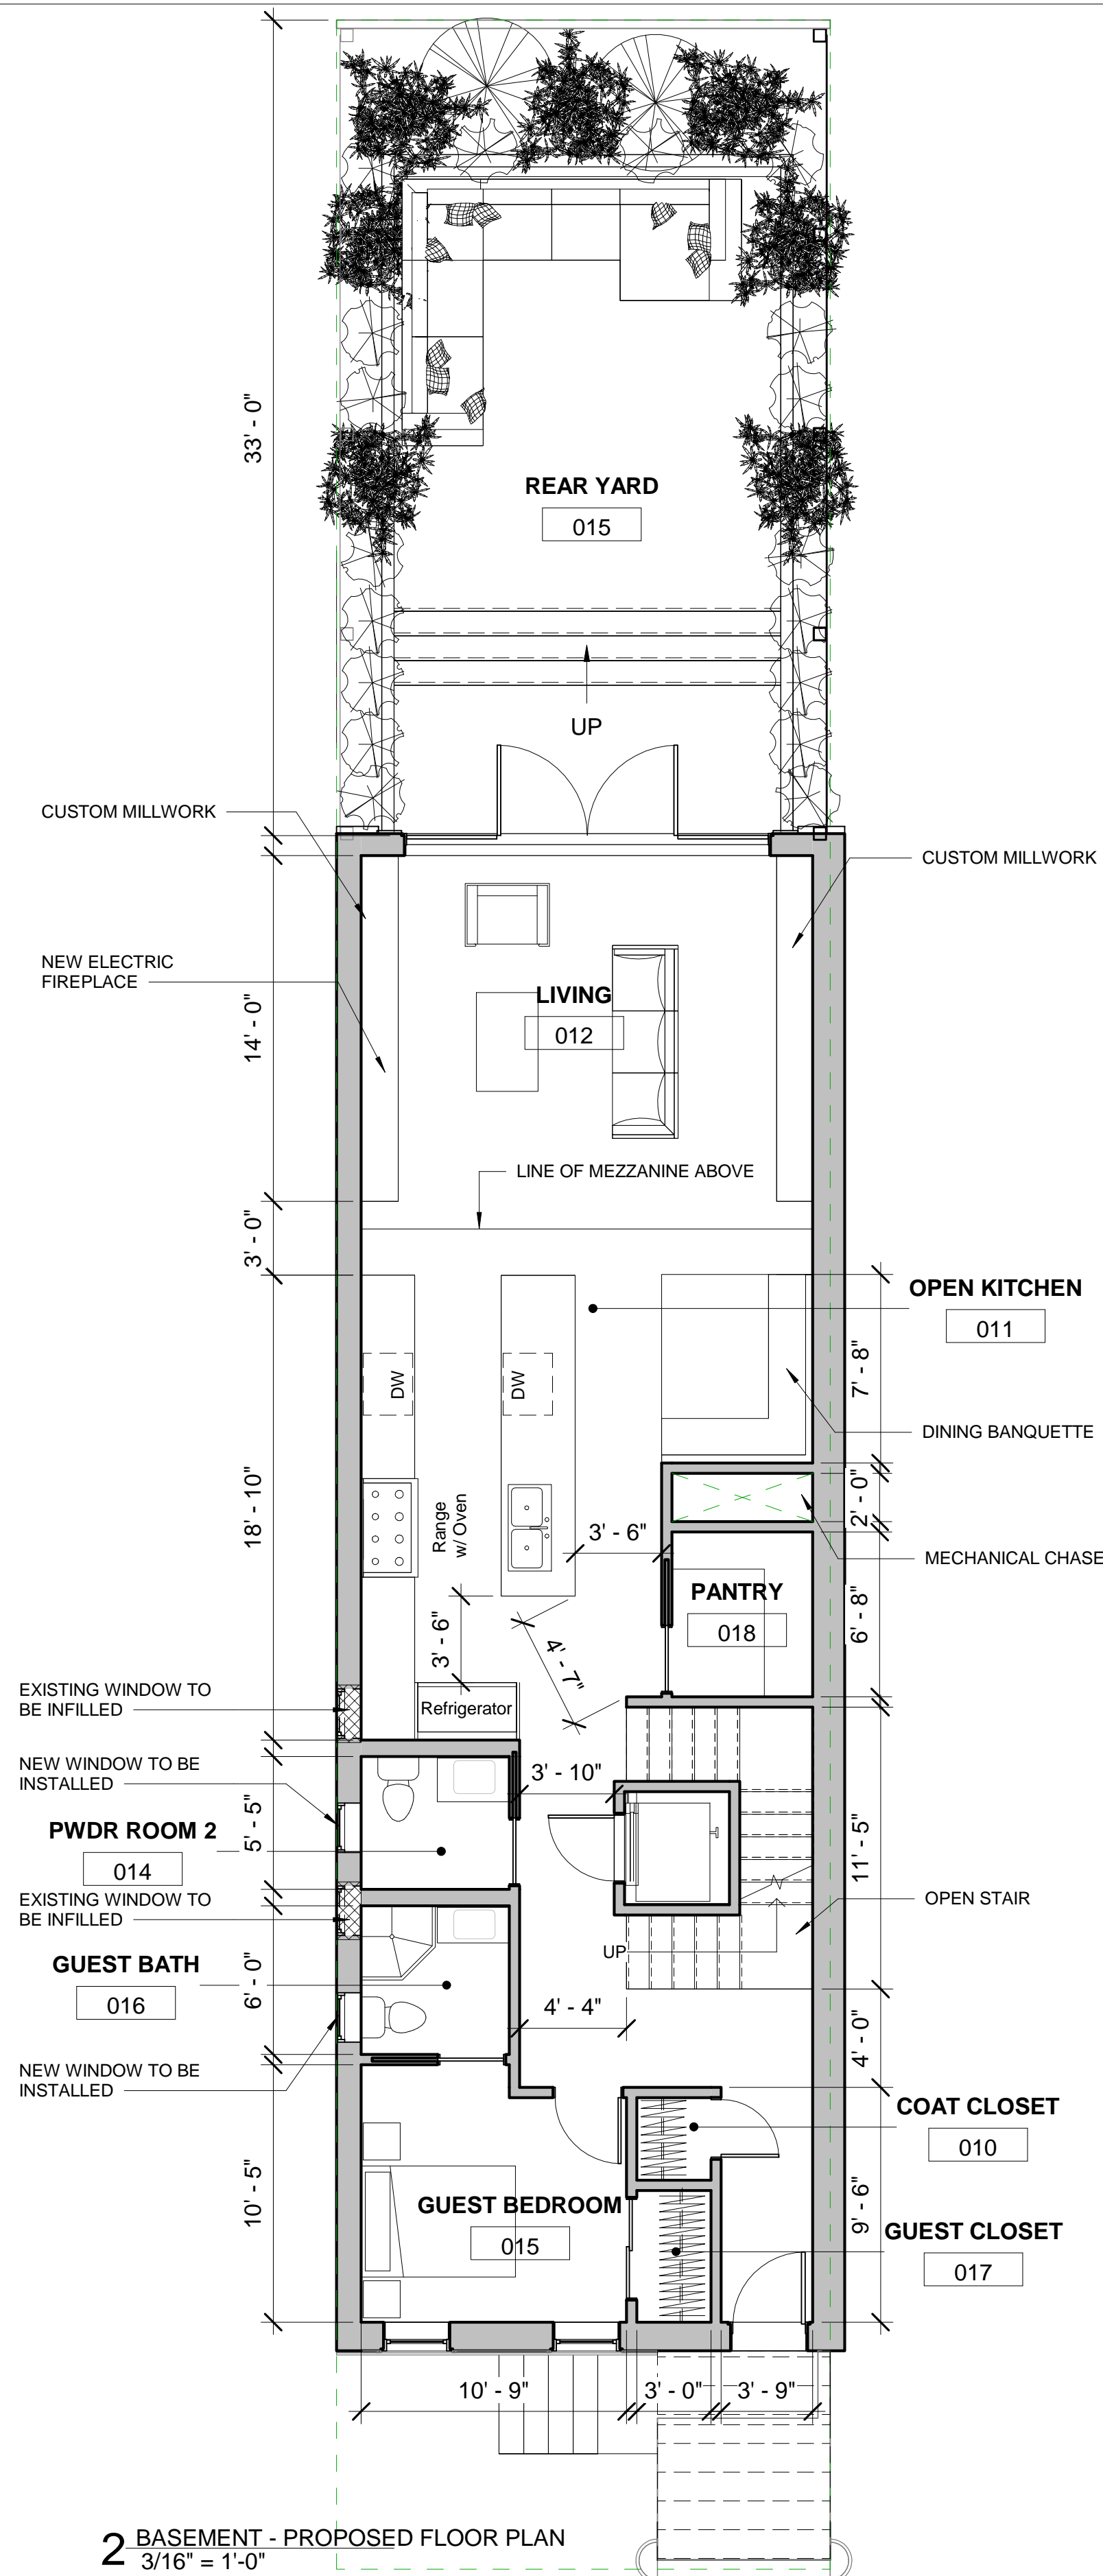 33' - 0"
REAR YARD
015
UP
CUSTOM MILLWORK
CUSTOM MILLWORK
NEW ELECTRIC
FIREPLACE
14' - 0"
LIVING
012
LINE OF MEZZANINE ABOVE
3' - 0"
OPEN KITCHEN
011
7' - 8"
DW
DW
DINING BANQUETTE
18' - 10"
Range
w/ Oven
2' - 0"
3' - 6"
MECHANICAL CHASE
PANTRY
018
6' - 8"
3' - 6"
4' - 7"
EXISTING WINDOW TO
BE INFILLED
Refrigerator
NEW WINDOW TO BE
INSTALLED
3' - 10"
PWDR ROOM 2
014
5' - 5"
11' - 5"
EXISTING WINDOW TO
BE INFILLED
OPEN STAIR
UP
GUEST BATH
016
6' - 0"
4' - 4"
4' - 0"
NEW WINDOW TO BE
INSTALLED
COAT CLOSET
010
10' - 5"
9' - 6"
GUEST BEDROOM
015
GUEST CLOSET
017
10' - 9"
3' - 0"
3' - 9"
2 BASEMENT - PROPOSED FLOOR PLAN
3/16" = 1'-0"